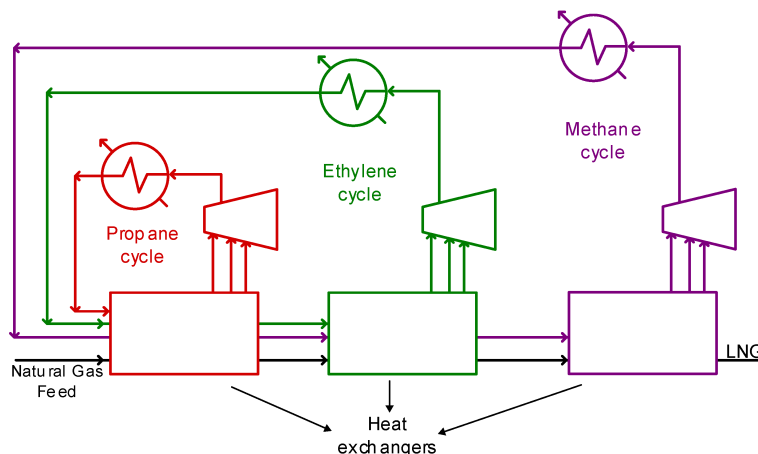 Methane
cycle
Ethylene
cycle
Propane
cycle
Natural Gas
Feed
LNG
Heat
exchangers